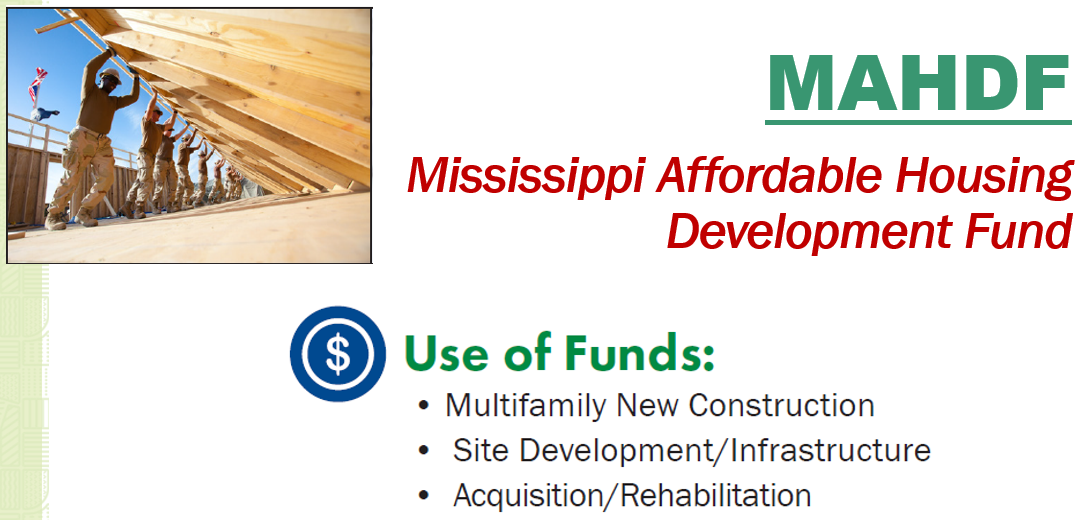 MAHDF
Mississippi Affordable Housing
Development Fund
$ Use of Funds:
• Multifamily New Construction
• Site Development/Infrastructure
• Acquisition/Rehabilitation